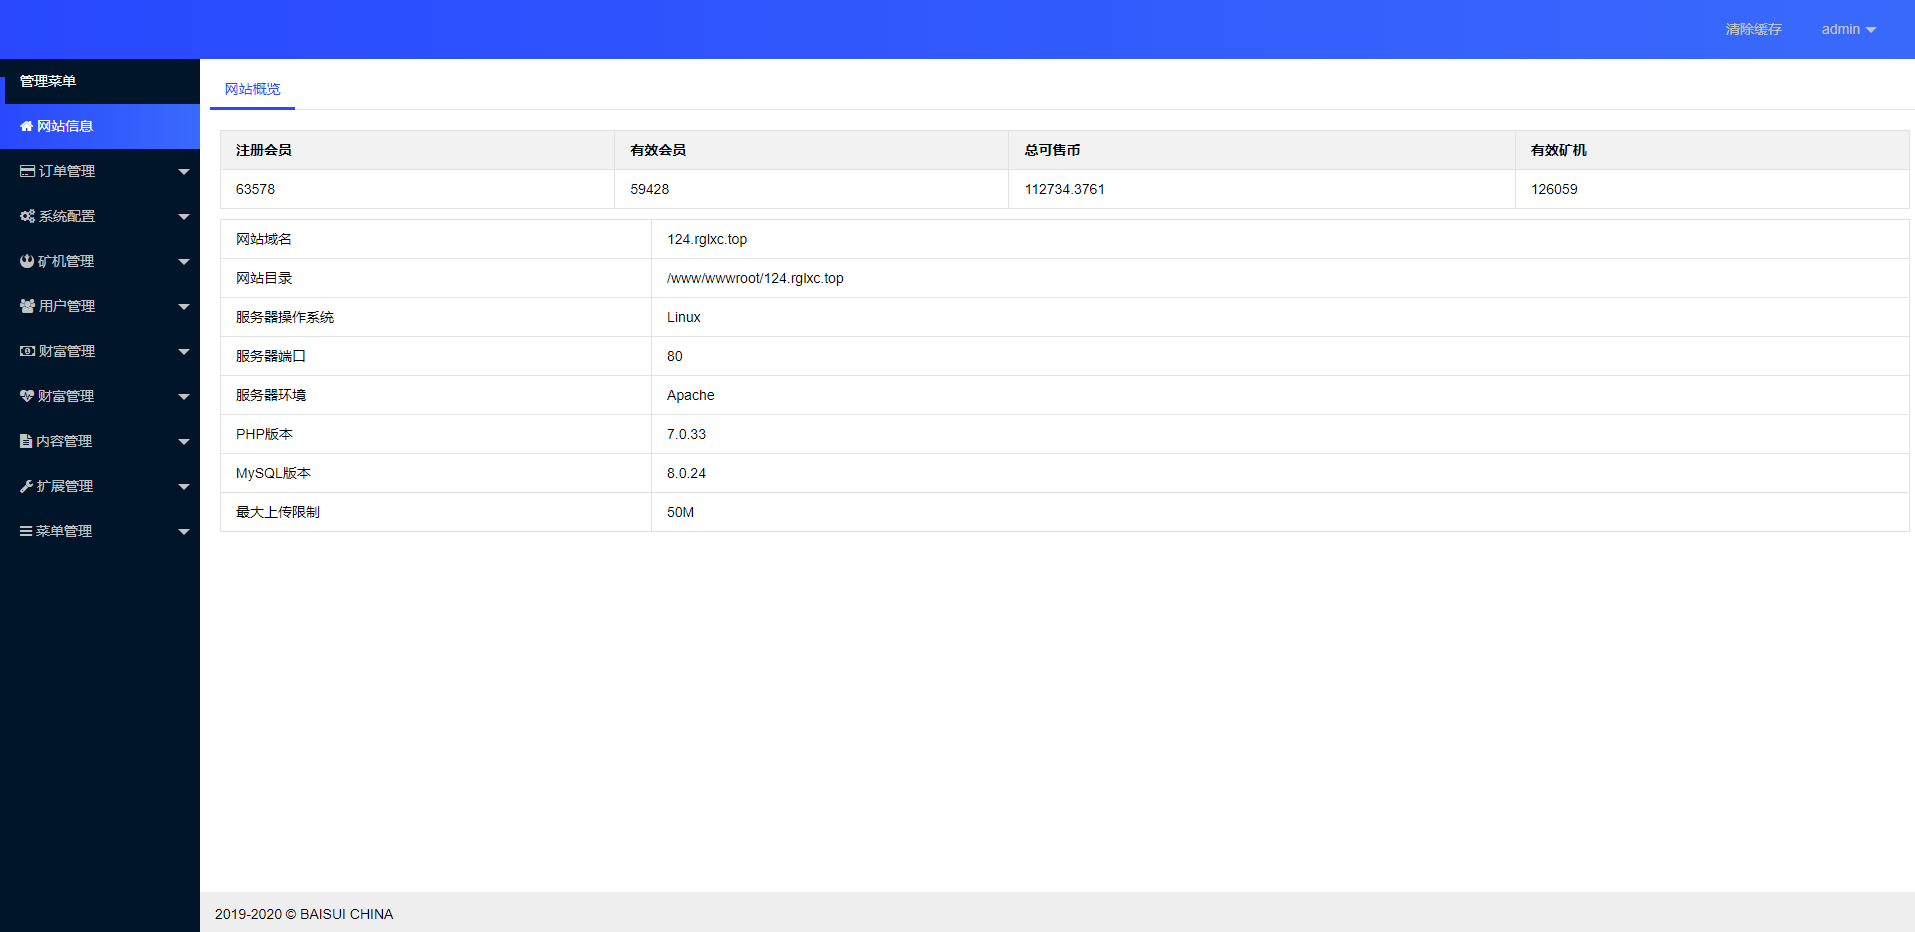 清除缓存 admin
管理菜单
网站信息
订单管理
系统配置
矿机管理
用户管理
财富管理
财富管理
内容管理
扩展管理
菜单管理
网站概览
注册会员 有效会员 总可售币 有效矿机
63578 59428 112734.3761 126059
网站域名 124.rglxc.top
网站目录 /www/wwwroot/124.rglxc.top
服务器操作系统 Linux
服务器端口 80
服务器环境 Apache
PHP版本 7.0.33
MySQL版本 8.0.24
最大上传限制 50M
2019-2020 © BAISUI CHINA